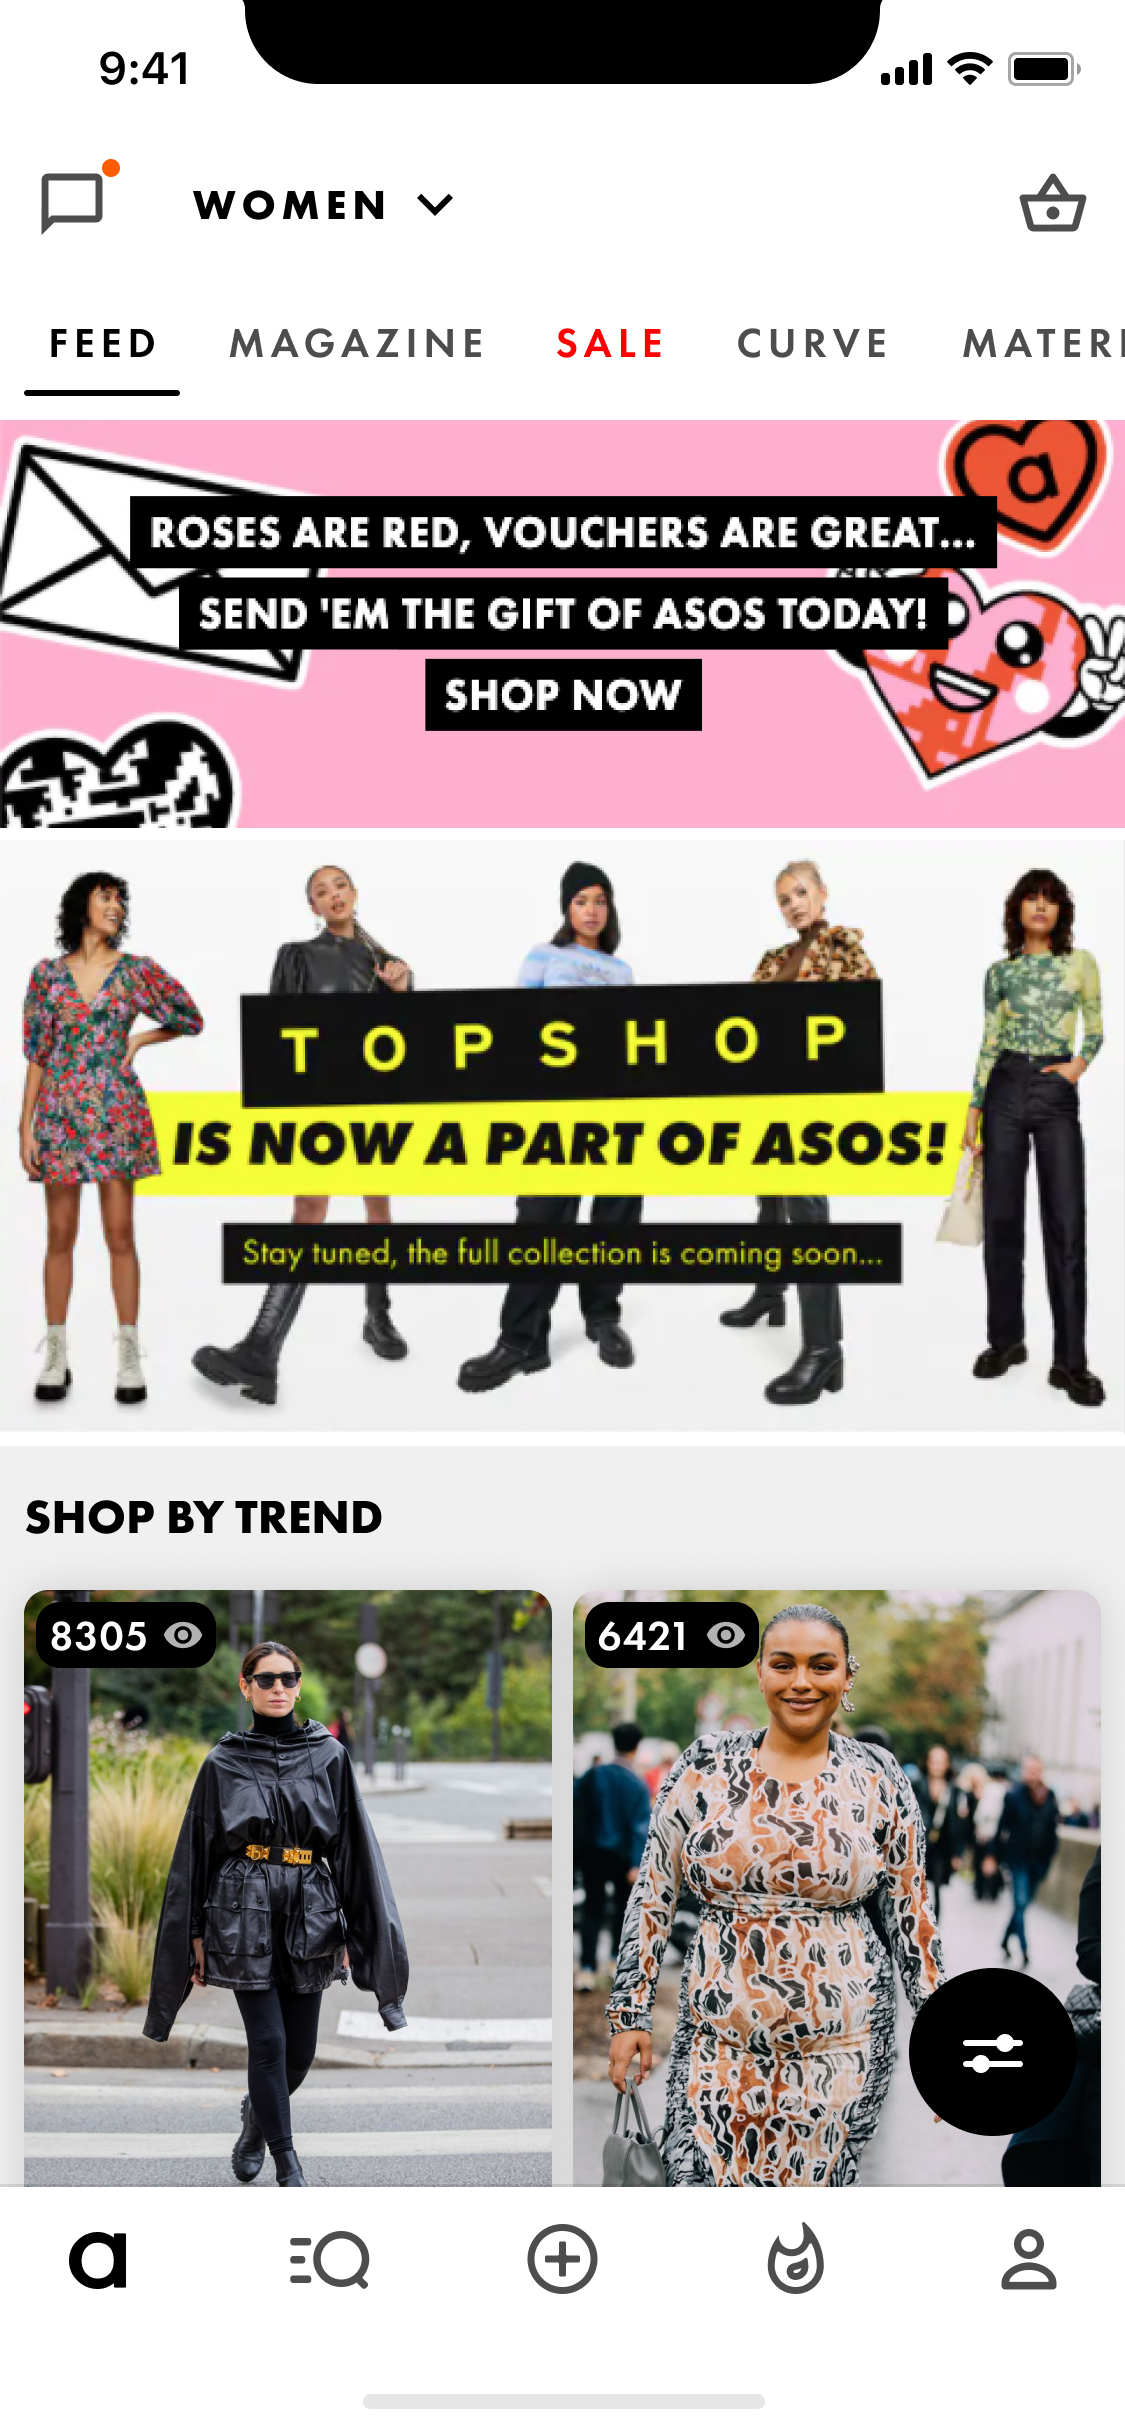 9:41
WOMEN
FEED MAGAZINE SALE CURVE MATERI
a
ROSES ARE RED, VOUCHERS ARE GREAT...
SEND 'EM THE GIFT OF ASOS TODAY!
SHOP NOW
TOPSHOP
IS NOW A PART OF ASOS!
Stay tuned, the full collection is coming soon...
SHOP BY TREND
8305 6421
a